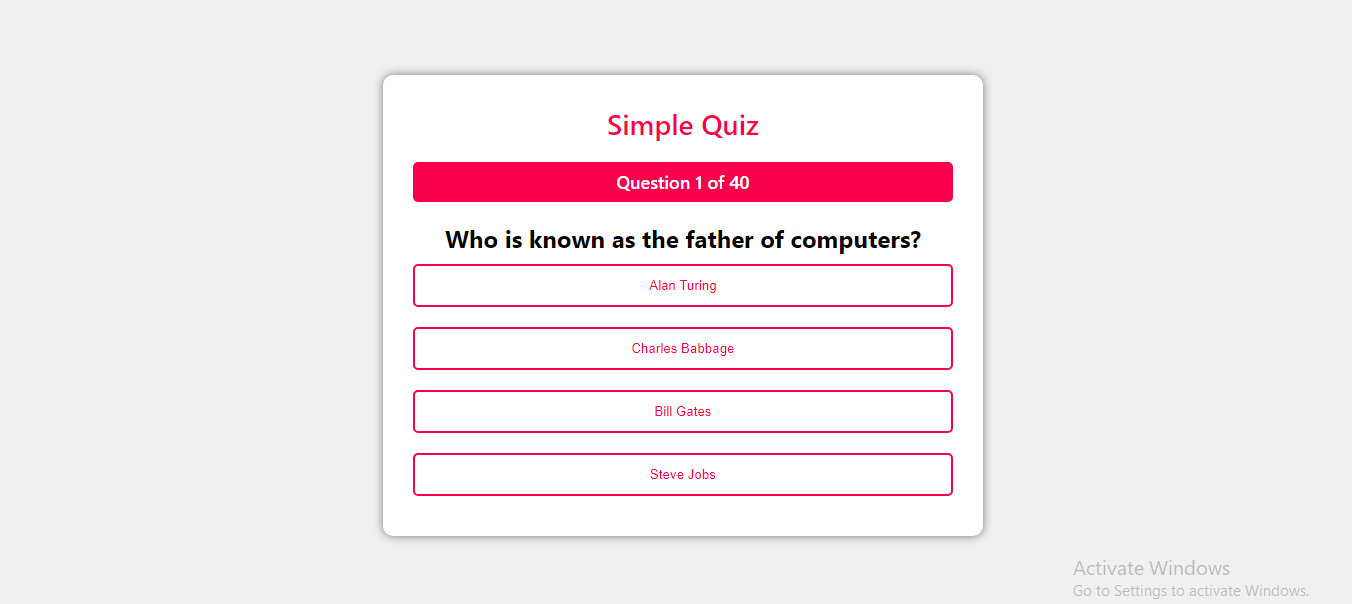 Simple Quiz
Question 1 of 40
Who is known as the father of computers?
Alan Turing
Charles Babbage
Bill Gates
Steve Jobs
Activate Windows
Go to Settings to activate Windows.